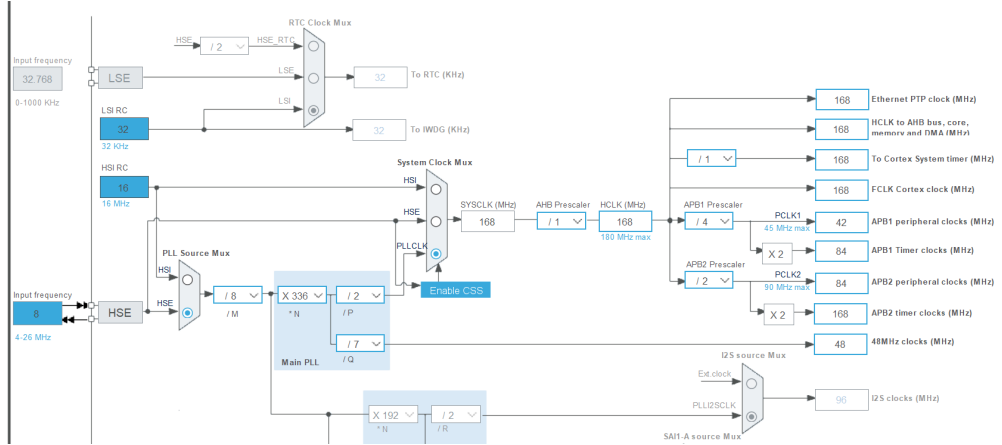 RTC Clock Mux
HSE
/ 2
HSE_RTC
Input frequency
32.768
0-1000 KHz
LSE
LSE
32
To RTC (KHz)
LSI RC
32
32 KHz
LSI
32
To IWDG (KHz)
HSI RC
16
16 MHz
System Clock Mux
HSI
HSE
PLLCLK
SYSCLK (MHz)
168
AHB Prescaler
/ 1
HCLK (MHz)
168
180 MHz max
Enable CSS
168
Ethernet PTP clock (MHz)
168
HCLK to AHB bus, core,
memory and DMA (MHz)
/ 1
168
To Cortex System timer (MHz)
168
FCLK Cortex clock (MHz)
APB1 Prescaler
/ 4
PCLK1
45 MHz max
42
APB1 peripheral clocks (MHz)
X 2
84
APB1 Timer clocks (MHz)
APB2 Prescaler
/ 2
PCLK2
90 MHz max
84
APB2 peripheral clocks (MHz)
X 2
168
APB2 timer clocks (MHz)
48
48MHz clocks (MHz)
PLL Source Mux
HSI
HSE
Input frequency
8
4-26 MHz
HSE
/ 8
/ M
X 336
* N
/ 2
/ P
/ 7
/ Q
Main PLL
I2S source Mux
Ext.clock
PLLI2SCLK
96
I2S clocks (MHz)
X 192
* N
/ 2
/ R
SAI1-A source Mux